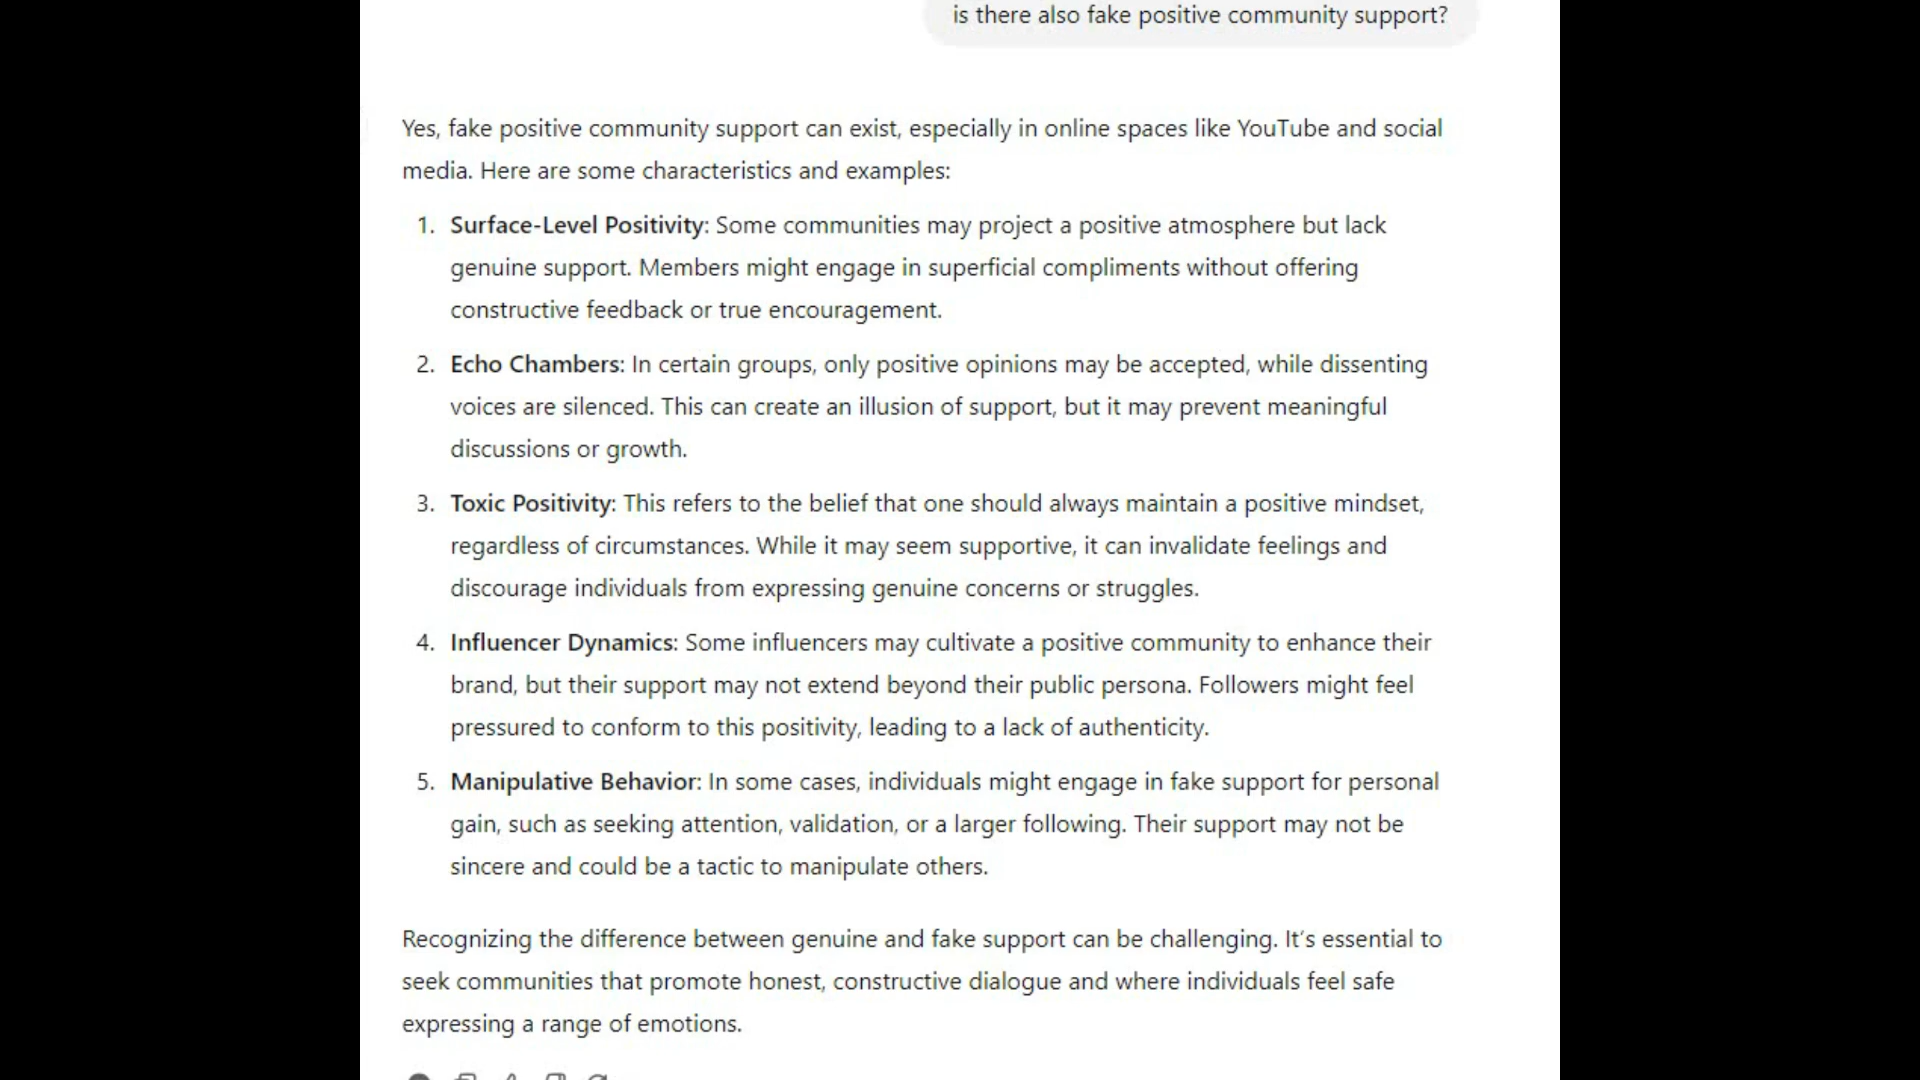 is there also fake positive community support?
Yes, fake positive community support can exist, especially in online spaces like YouTube and social
media. Here are some characteristics and examples:
1. Surface-Level Positivity: Some communities may project a positive atmosphere but lack
genuine support. Members might engage in superficial compliments without offering
constructive feedback or true encouragement.
2. Echo Chambers: In certain groups, only positive opinions may be accepted, while dissenting
voices are silenced. This can create an illusion of support, but it may prevent meaningful
discussions or growth.
3. Toxic Positivity: This refers to the belief that one should always maintain a positive mindset,
regardless of circumstances. While it may seem supportive, it can invalidate feelings and
discourage individuals from expressing genuine concerns or struggles.
4. Influencer Dynamics: Some influencers may cultivate a positive community to enhance their
brand, but their support may not extend beyond their public persona. Followers might feel
pressured to conform to this positivity, leading to a lack of authenticity.
5. Manipulative Behavior: In some cases, individuals might engage in fake support for personal
gain, such as seeking attention, validation, or a larger following. Their support may not be
sincere and could be a tactic to manipulate others.
Recognizing the difference between genuine and fake support can be challenging. It's essential to
seek communities that promote honest, constructive dialogue and where individuals feel safe
expressing a range of emotions.